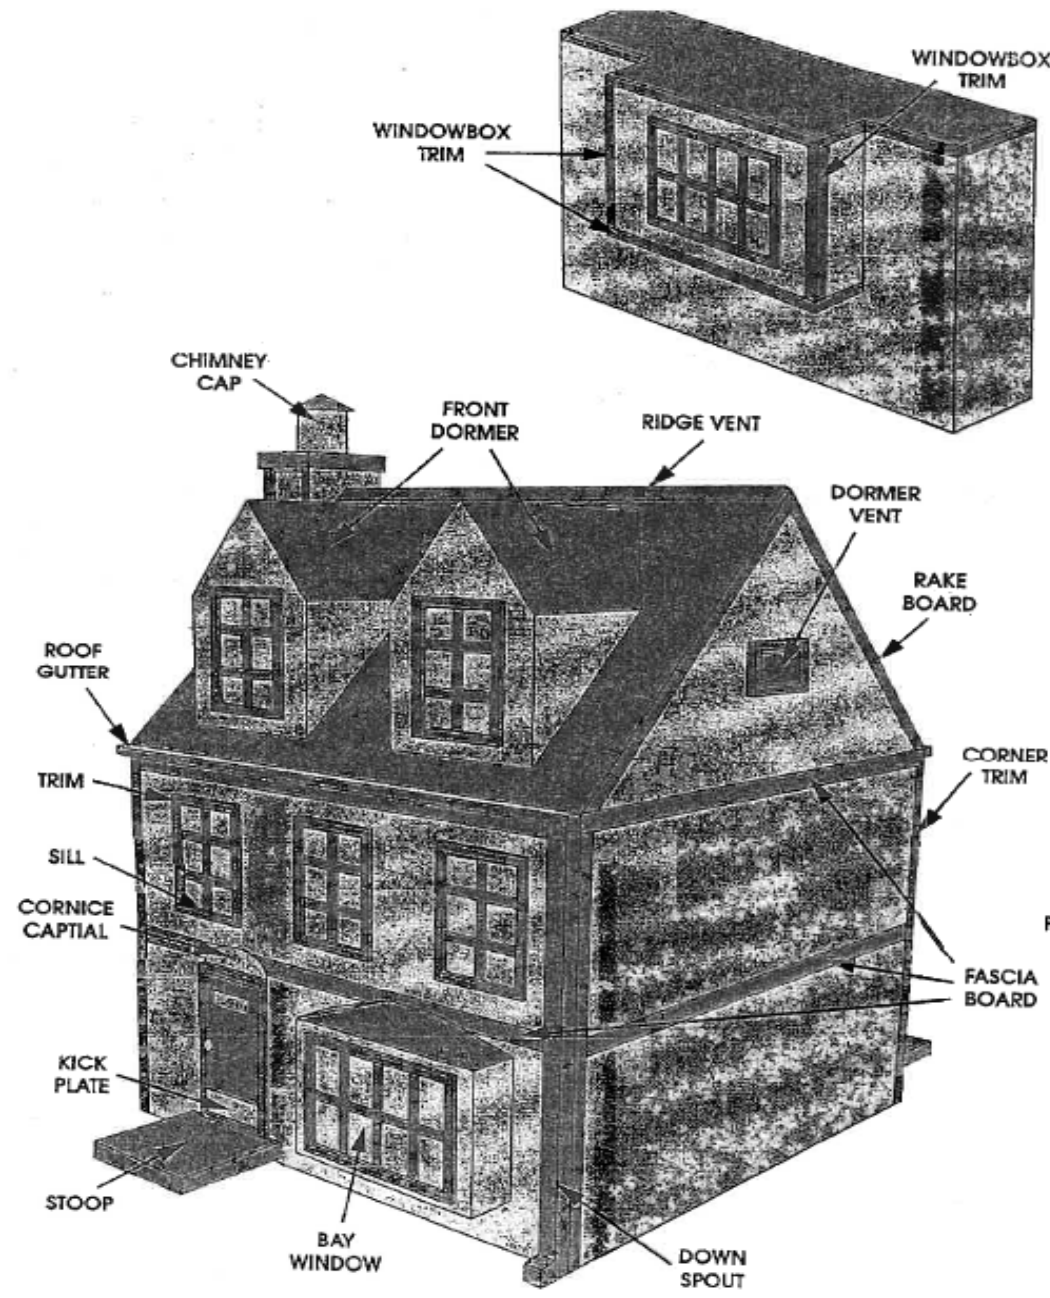 WINDOWBOX
TRIM
WINDOWBOX
TRIM
CHIMNEY
CAP
FRONT
DORMER
RIDGE VENT
DORMER
VENT
RAKE
BOARD
ROOF
GUTTER
CORNER
TRIM
TRIM
SILL
CORNICE
CAPTIAL
FASCIA
BOARD
KICK
PLATE
STOOP
BAY
WINDOW
DOWN
SPOUT